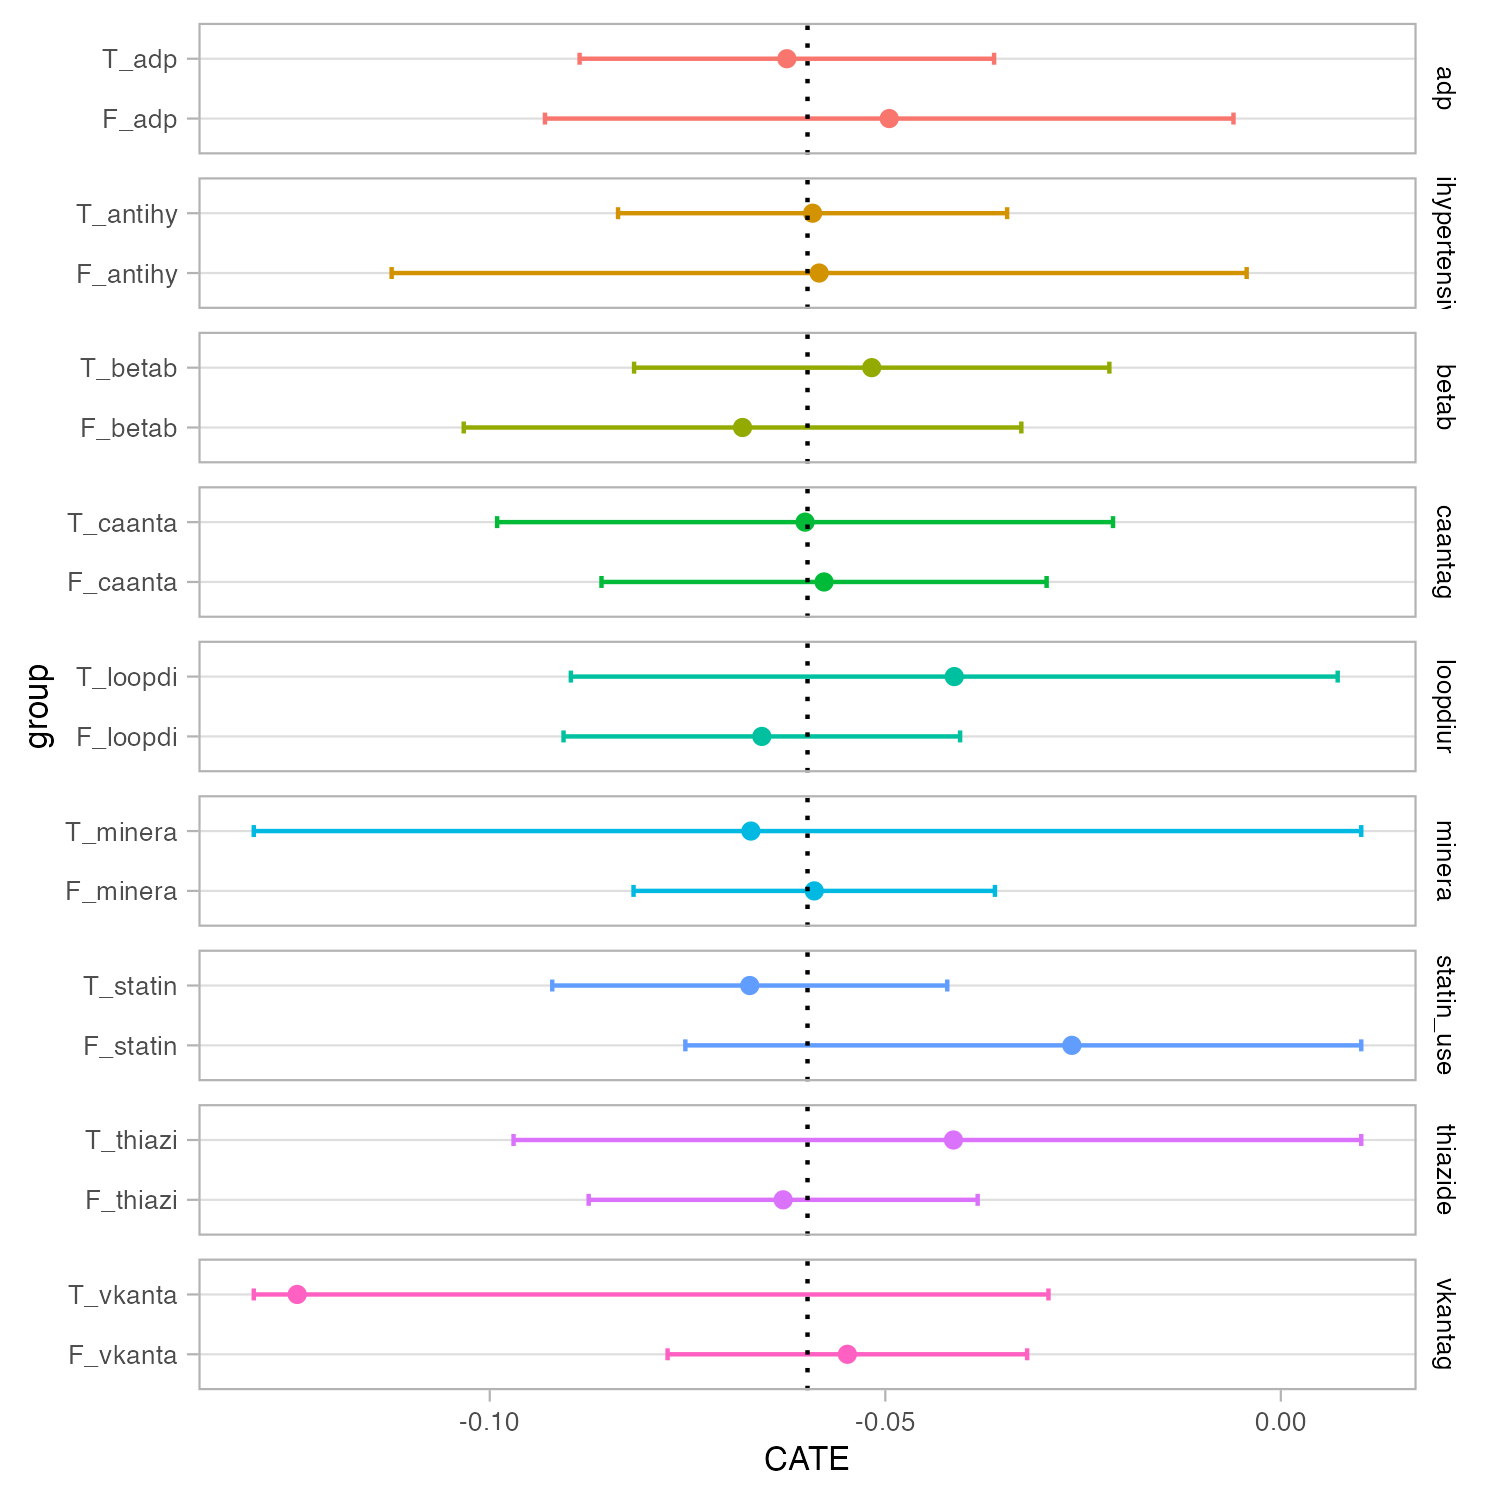 T_adp
F_adp
adp
T_antihy
F_antihy
ihypertensi
T_betab
F_betab
betab
T_caanta
F_caanta
caantag
T_loopdi
F_loopdi
loopdiur
T_minera
F_minera
minera
T_statin
F_statin
statin_use
T_thiazi
F_thiazi
thiazide
T_vkanta
F_vkanta
vkantag
group
-0.10
-0.05
0.00
CATE